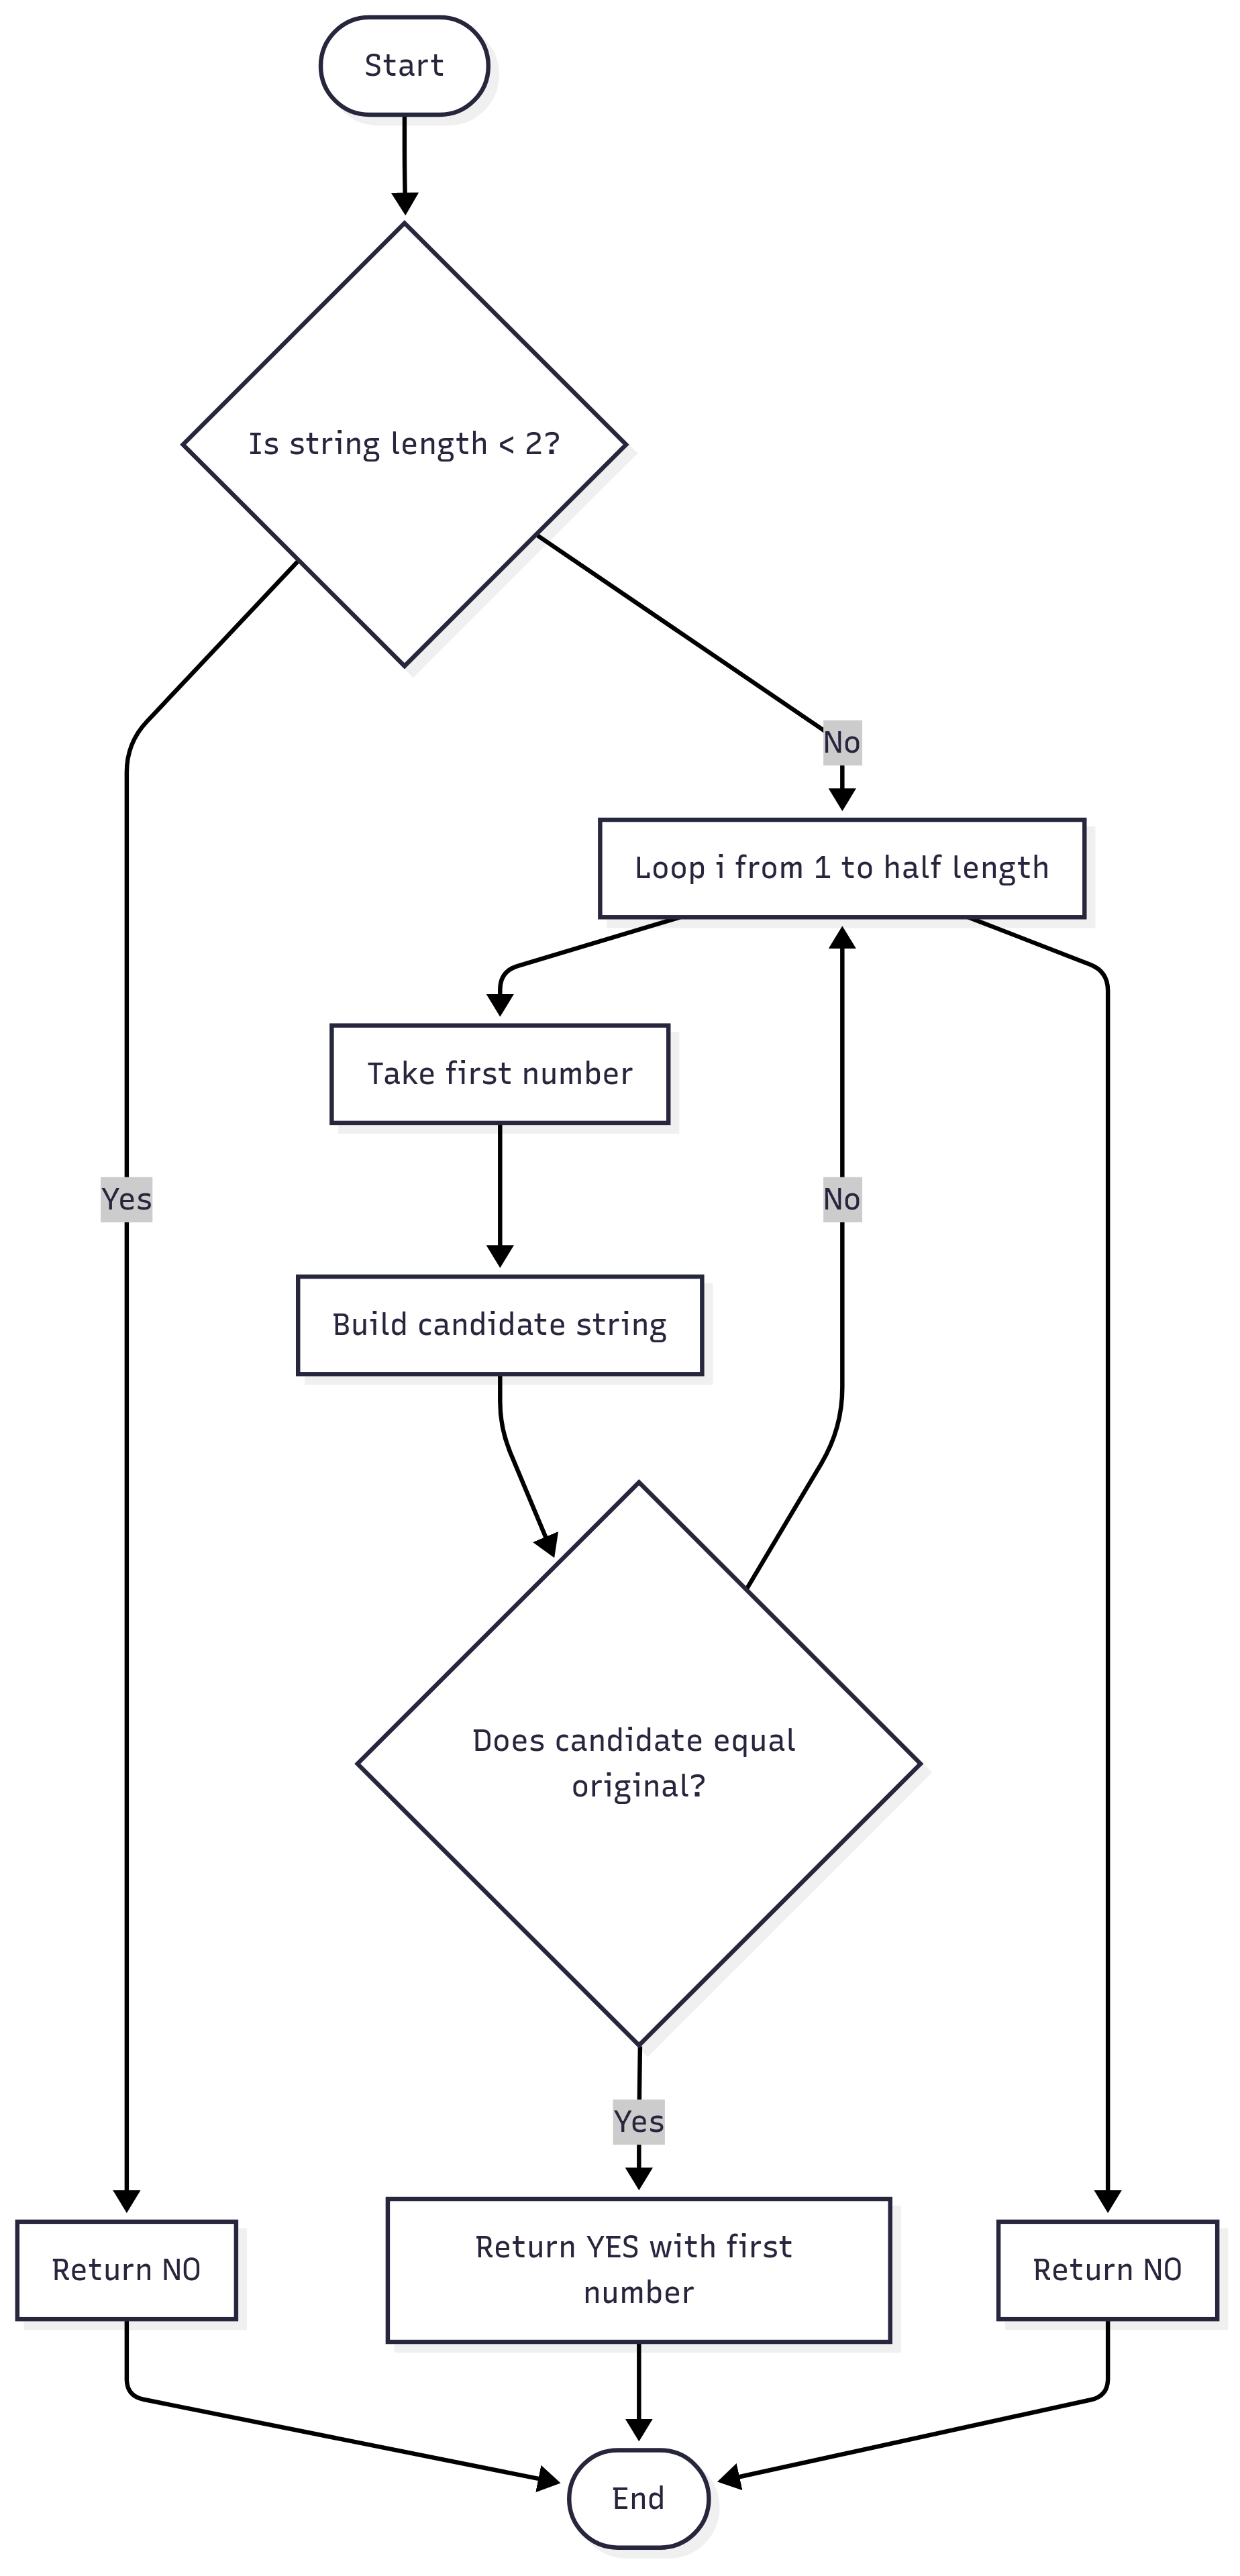 Start
Is string length < 2?
No
Loop i from 1 to half length
Take first number
Yes
No
Build candidate string
Does candidate equal
original?
Yes
Return NO
Return YES with first
number
Return NO
End